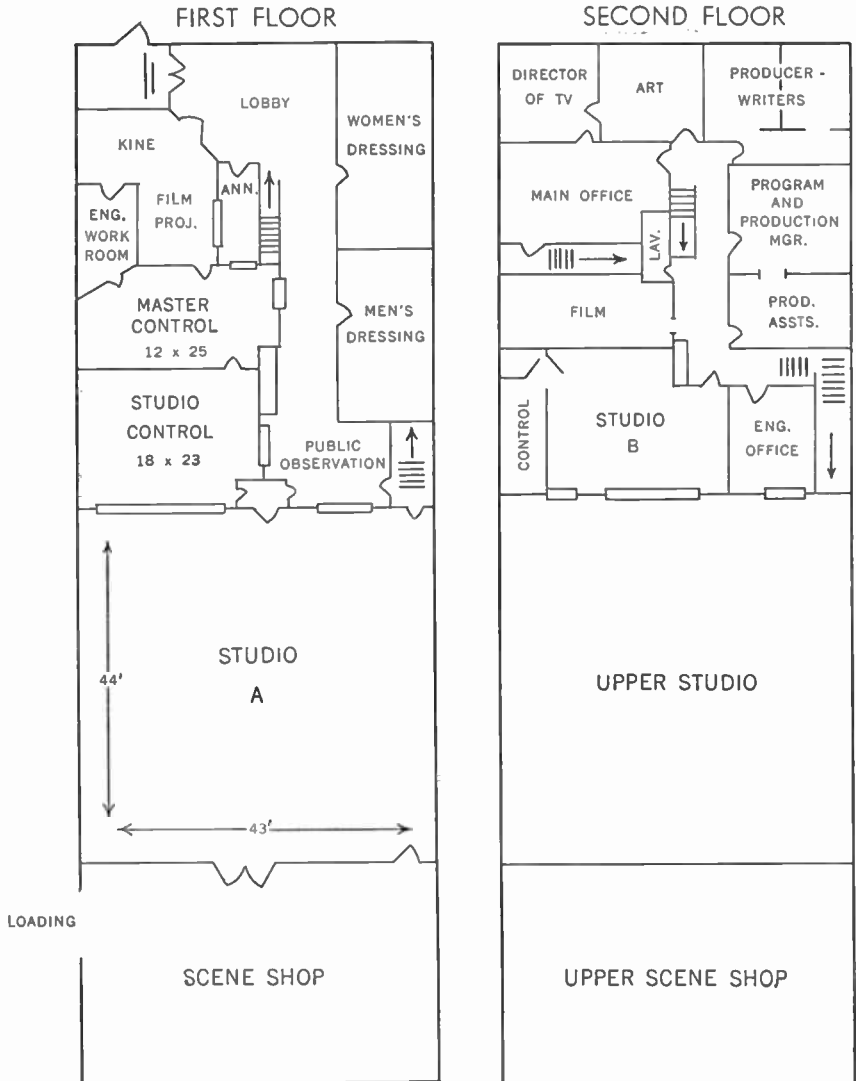 FIRST FLOOR
LOBBY
WOMEN'S
DRESSING
KINE
ANN.
FILM
PROJ.
ENG.
WORK
ROOM
MASTER
CONTROL
12 x 25
MEN'S
DRESSING
STUDIO
CONTROL
18 x 23
PUBLIC
OBSERVATION
STUDIO
A
44'
43'
LOADING
SCENE SHOP
SECOND FLOOR
DIRECTOR
OF TV
ART
PRODUCER -
WRITERS
MAIN OFFICE
LAV.
PROGRAM
AND
PRODUCTION
MGR.
FILM
PROD.
ASSTS.
CONTROL
STUDIO
B
ENG.
OFFICE
UPPER STUDIO
UPPER SCENE SHOP